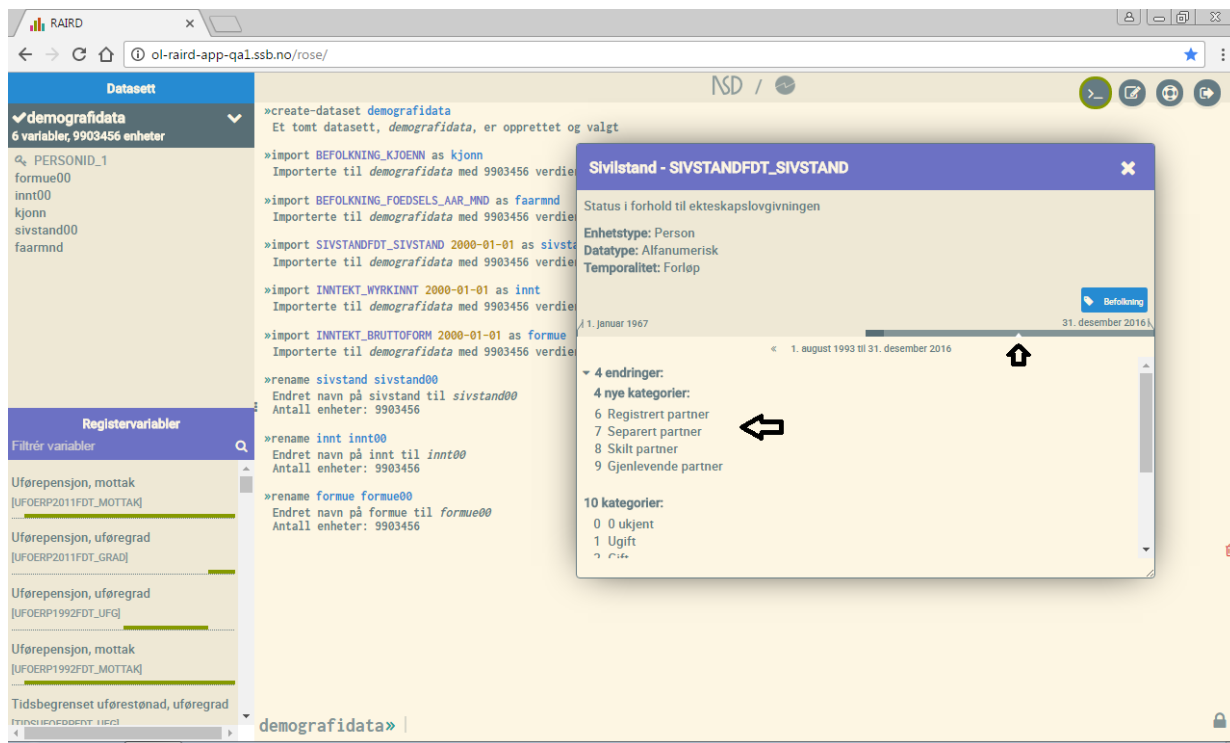 RAIRD
ol-raird-app-qa1.ssb.no/rose/
Datasett
demografidata
6 variabler, 9903456 enheter
PERSONID_1
formue00
innt00
kjonn
sivstand00
faarmnd
Registervariabler
Filtrér variabler
Uførepensjon, mottak
[UFOERP2011FDT_MOTTAK]
Uførepensjon, uføregrad
[UFOERP2011FDT_GRAD]
Uførepensjon, uføregrad
[UFOERP1992FDT_UFG]
Uførepensjon, mottak
[UFOERP1992FDT_MOTTAK]
Tidsbegrenset uførestønad, uføregrad
NSD /
»create-dataset demografidata
Et tomt datasett, demografidata, er opprettet og valgt
»import BEFOLKNING_KJOENN as kjonn
Importerte til demografidata med 9903456 verdier
»import BEFOLKNING_FOEDSELS_AAR_MND as faarmnd
Importerte til demografidata med 9903456 verdier
»import SIVSTANDFDT_SIVSTAND 2000-01-01 as sivsta
Importerte til demografidata med 9903456 verdier
»import INNTEKT_WYRKINNT 2000-01-01 as innt
Importerte til demografidata med 9903456 verdier
»import INNTEKT_BRUTTOFORM 2000-01-01 as formue
Importerte til demografidata med 9903456 verdier
»rename sivstand sivstand00
Endret navn på sivstand til sivstand00
Antall enheter: 9903456
»rename innt innt00
Endret navn på innt til innt00
Antall enheter: 9903456
»rename formue formue00
Endret navn på formue til formue00
Antall enheter: 9903456
demografidata»
Sivilstand - SIVSTANDFDT_SIVSTAND
Status i forhold til ekteskapslovgivningen
Enhetstype: Person
Datatype: Alfanumerisk
Temporalitet: Forløp
Befolkning
1. januar 1967
31. desember 2016
« 1. august 1993 til 31. desember 2016
4 endringer:
4 nye kategorier:
6 Registrert partner
7 Separert partner
8 Skilt partner
9 Gjenlevende partner
10 kategorier:
0 0 ukjent
1 Ugift
2 Gift